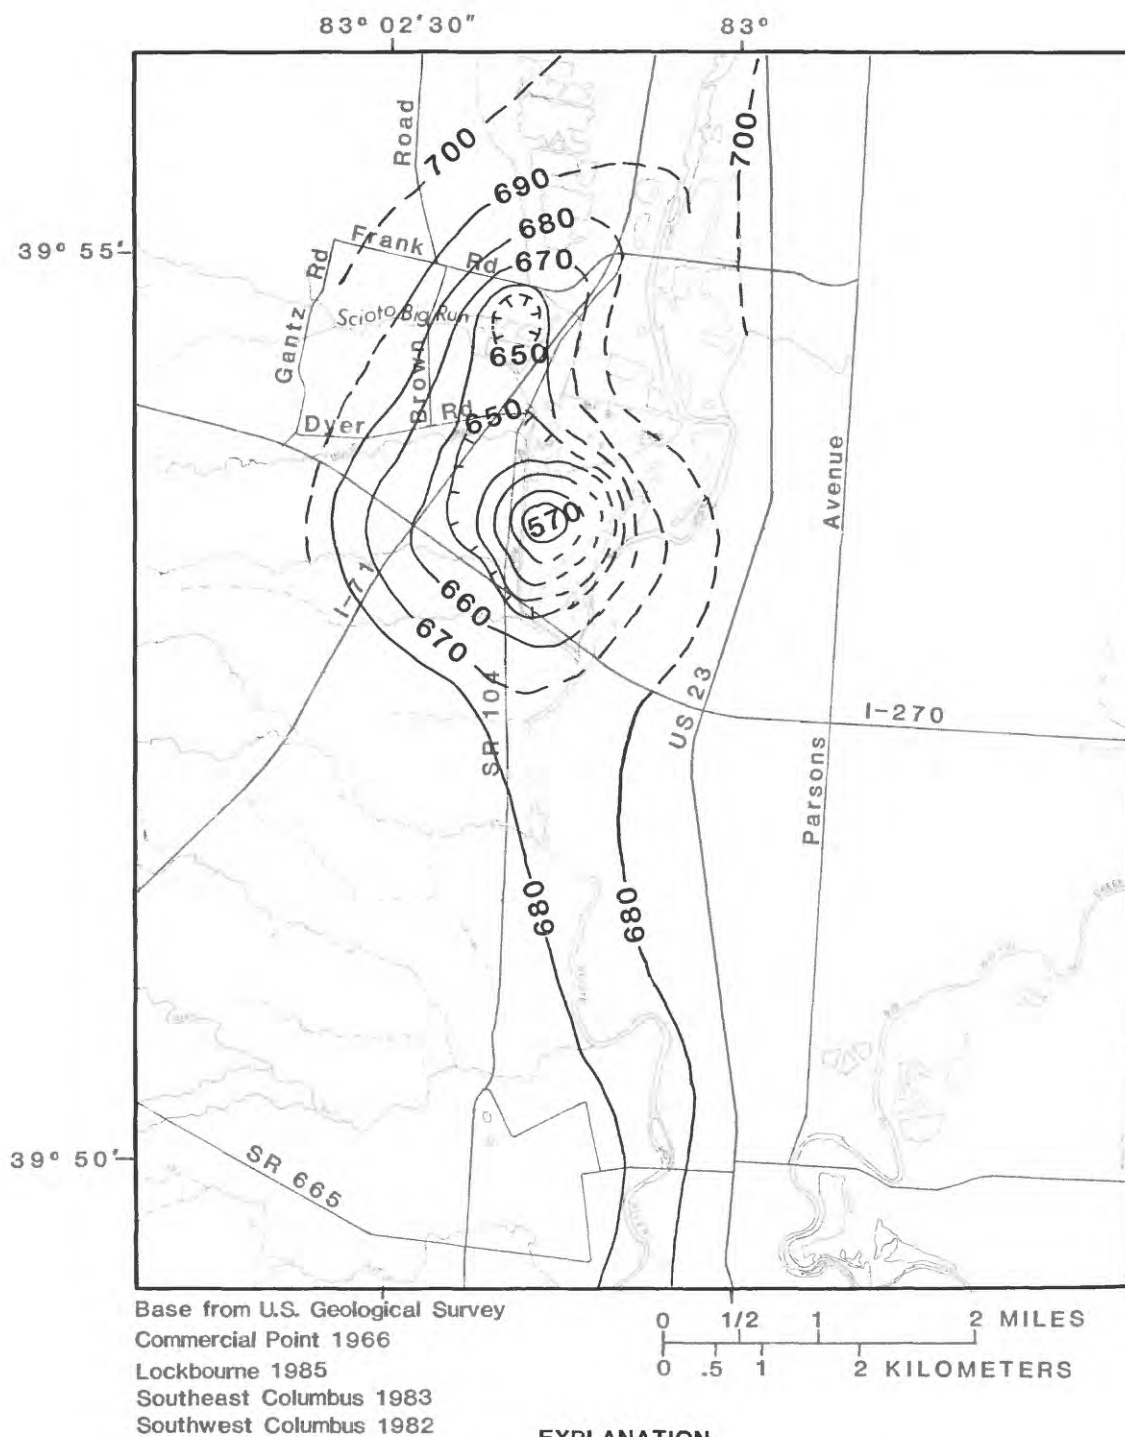 83° 02'30"
83°
Road
700
700
690
680
39° 55'
Frank
Rd
670
Rd
Gantz
Scioto Big Run
650
Brown
650
Dyer
Rd
Avenue
570
I-71
660
670
SR 104
US 23
I-270
Parsons
680
680
39° 50'
SR 665
Base from U.S. Geological Survey
0 1/2 1 2 MILES
Commercial Point 1966
0 .5 1 2 KILOMETERS
Lockbourne 1985
Southeast Columbus 1983
Southwest Columbus 1982
EXPLANATION